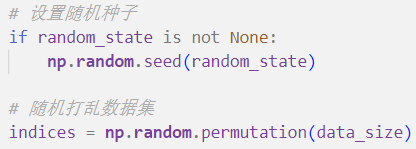 # 设置随机种子
if random_state is not None:
    np.random.seed(random_state)
# 随机打乱数据集
indices = np.random.permutation(data_size)